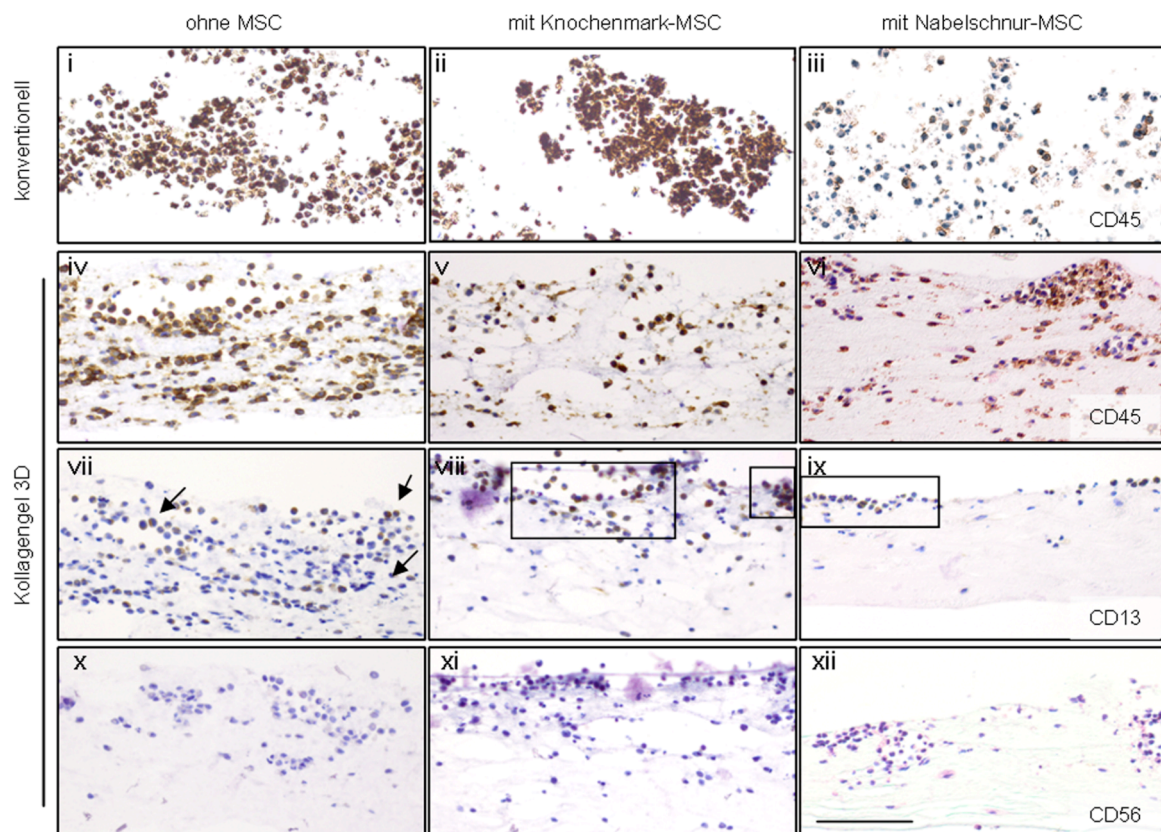 ohne MSC
mit Knochenmark-MSC
mit Nabelschnur-MSC
konventionell
i
ii
iii
CD45
Kollagengel 3D
iv
v
vi
CD45
vii
viii
ix
CD13
x
xi
xii
CD56